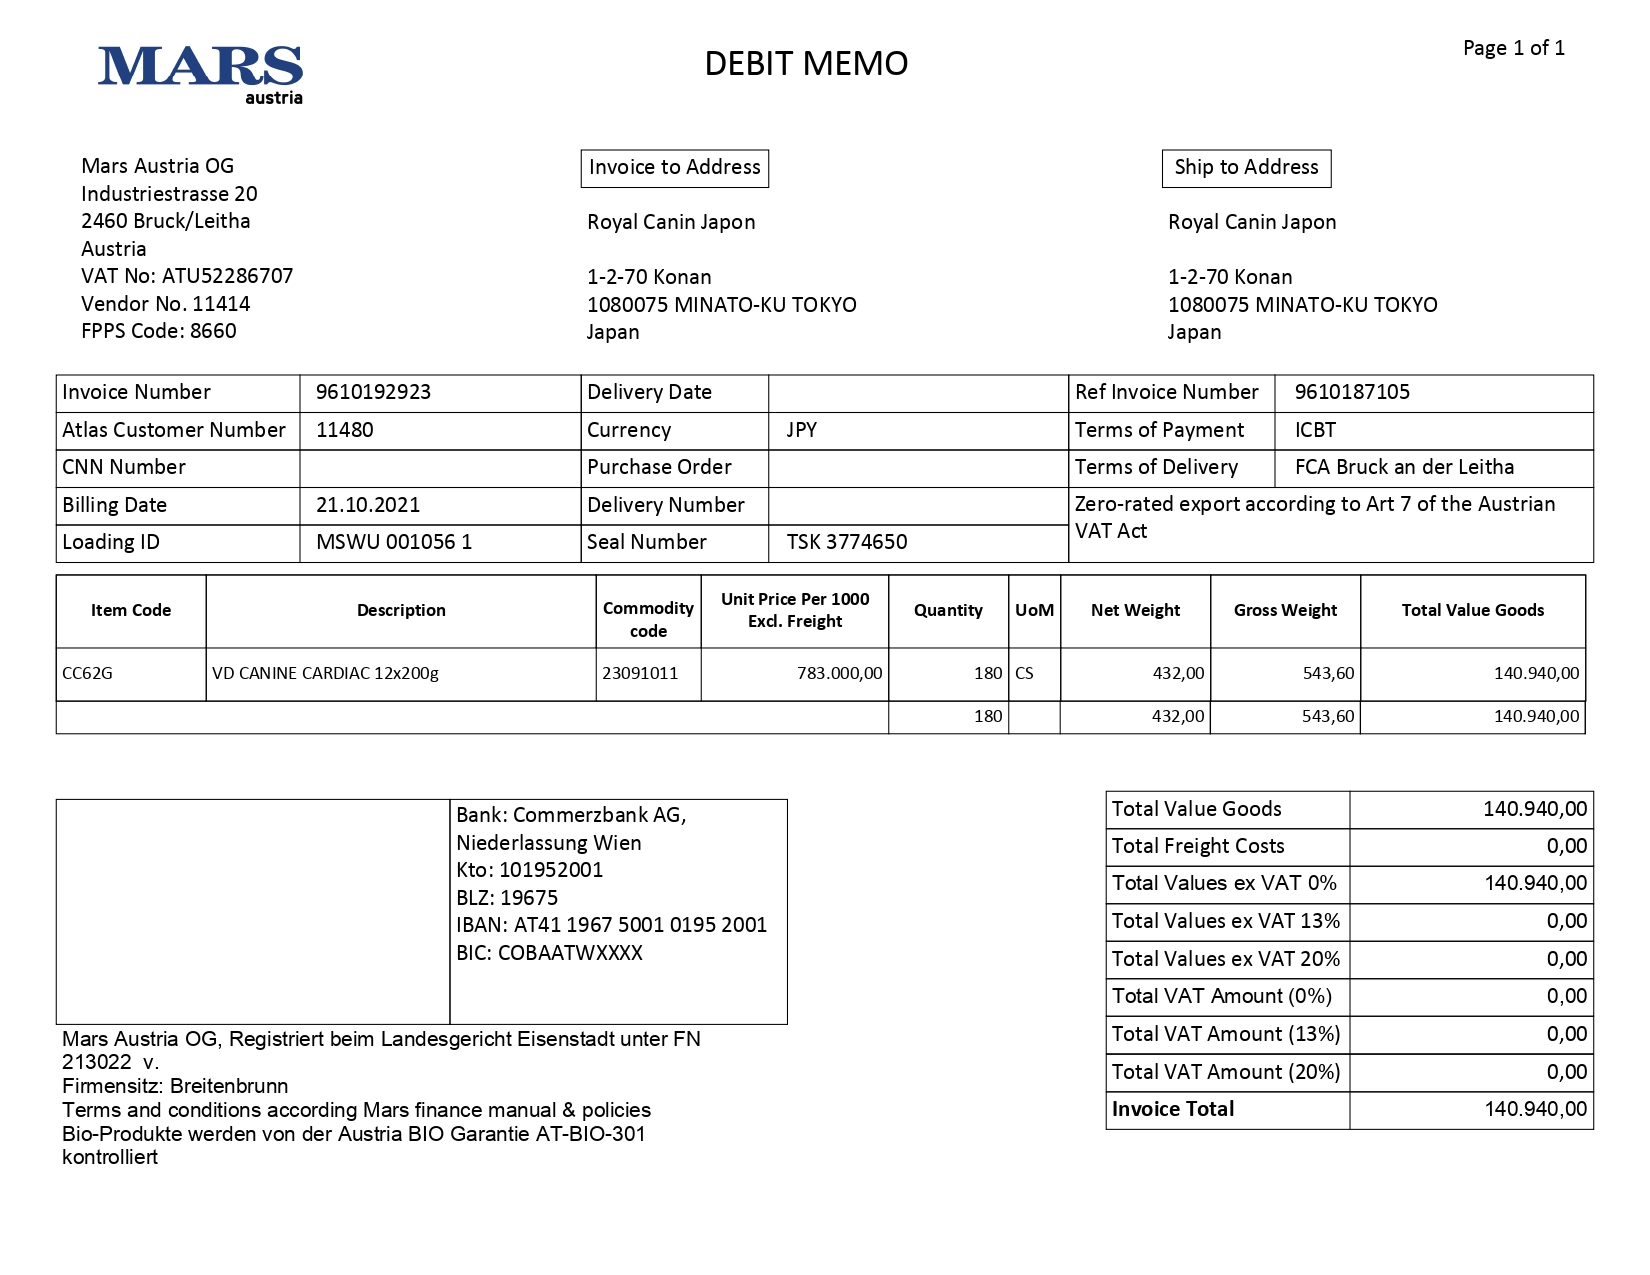 MARS
austria
DEBIT MEMO
Page 1 of 1
Mars Austria OG
Industriestrasse 20
2460 Bruck/Leitha
Austria
VAT No: ATU52286707
Vendor No. 11414
FPPS Code: 8660
Invoice to Address
Royal Canin Japon
1-2-70 Konan
1080075 MINATO-KU TOKYO
Japan
Ship to Address
Royal Canin Japon
1-2-70 Konan
1080075 MINATO-KU TOKYO
Japan
Invoice Number 9610192923 Delivery Date Ref Invoice Number 9610187105
Atlas Customer Number 11480 Currency JPY Terms of Payment ICBT
CNN Number Purchase Order Terms of Delivery FCA Bruck an der Leitha
Billing Date 21.10.2021 Delivery Number Zero-rated export according to Art 7 of the Austrian
VAT Act
Loading ID MSWU 001056 1 Seal Number TSK 3774650
Item Code Description Commodity code Unit Price Per 1000 Excl. Freight Quantity UoM Net Weight Gross Weight Total Value Goods
CC62G VD CANINE CARDIAC 12x200g 23091011 783.000,00 180 CS 432,00 543,60 140.940,00
180 432,00 543,60 140.940,00
Bank: Commerzbank AG,
Niederlassung Wien
Kto: 101952001
BLZ: 19675
IBAN: AT41 1967 5001 0195 2001
BIC: COBAATWXXXX
Total Value Goods 140.940,00
Total Freight Costs 0,00
Total Values ex VAT 0% 140.940,00
Total Values ex VAT 13% 0,00
Total Values ex VAT 20% 0,00
Total VAT Amount (0%) 0,00
Total VAT Amount (13%) 0,00
Total VAT Amount (20%) 0,00
Invoice Total 140.940,00
Mars Austria OG, Registriert beim Landesgericht Eisenstadt unter FN
213022 v.
Firmensitz: Breitenbrunn
Terms and conditions according Mars finance manual & policies
Bio-Produkte werden von der Austria BIO Garantie AT-BIO-301
kontrolliert